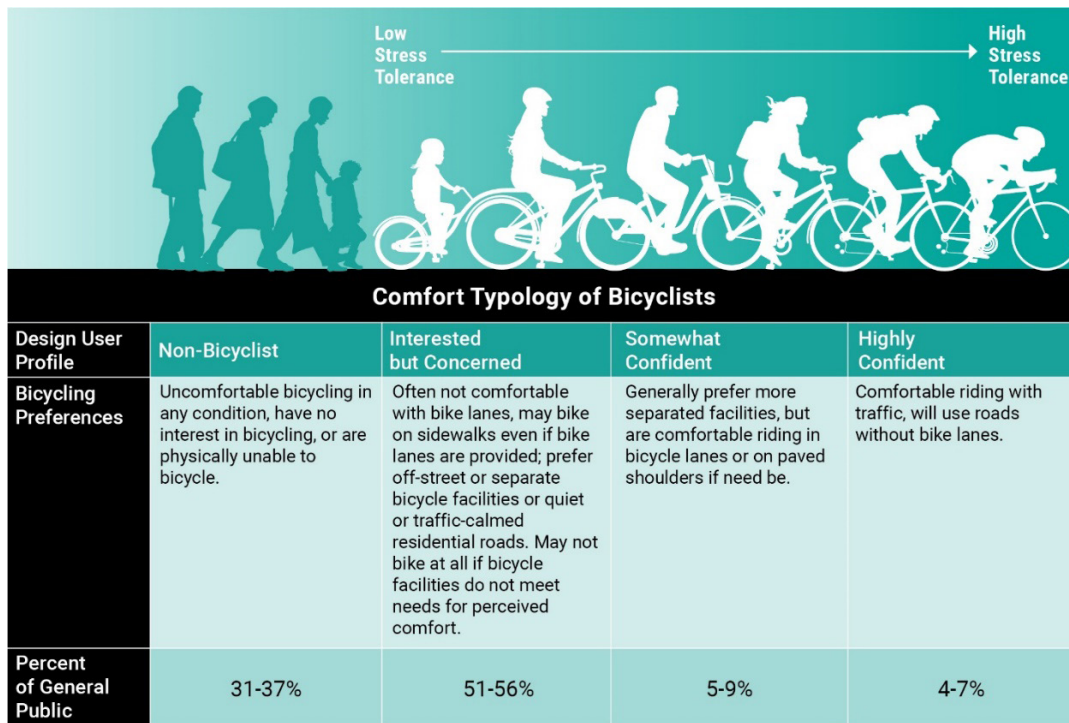 Low
Stress
Tolerance
High
Stress
Tolerance
Comfort Typology of Bicyclists
Design User
Profile
Non-Bicyclist
Interested
but Concerned
Somewhat
Confident
Highly
Confident
Bicycling
Preferences
Uncomfortable bicycling in
any condition, have no
interest in bicycling, or are
physically unable to
bicycle.
Often not comfortable
with bike lanes, may bike
on sidewalks even if bike
lanes are provided; prefer
off-street or separate
bicycle facilities or quiet
or traffic-calmed
residential roads. May not
bike at all if bicycle
facilities do not meet
needs for perceived
comfort.
Generally prefer more
separated facilities, but
are comfortable riding in
bicycle lanes or on paved
shoulders if need be.
Comfortable riding with
traffic, will use roads
without bike lanes.
Percent
of General
Public
31-37%
51-56%
5-9%
4-7%